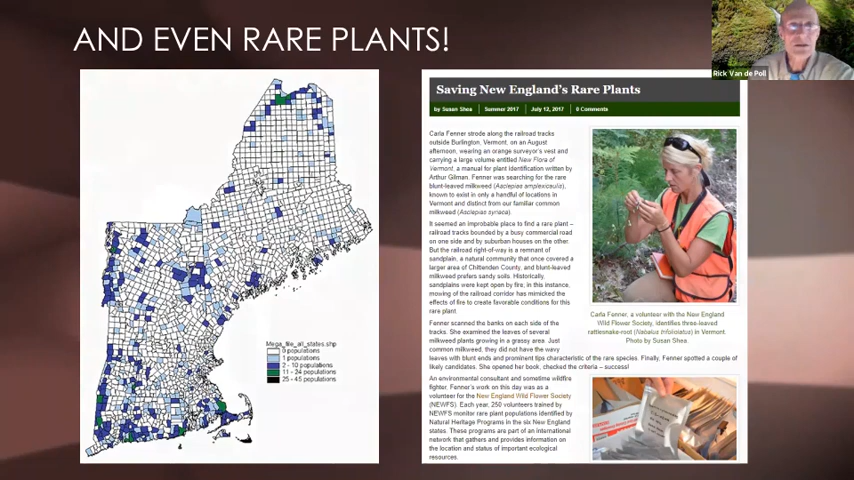 AND EVEN RARE PLANTS!
Rick Van de Poll
Mega_file_all_states.shp
0 populations
1 populations
2 - 10 populations
11 - 24 populations
25 - 45 populations
Saving New England's Rare Plants
by Susan Shea
Summer 2017
July 12, 2017
0 Comments
Carla Fenner strode along the railroad tracks
outside Burlington, Vermont, on an August
afternoon, wearing an orange surveyor's vest and
carrying a large volume entitled New Flora of
Vermont, a manual for plant identification written by
Arthur Gilman. Fenner was searching for the rare
blunt-leaved milkweed (Asclepias amplexicaulis),
known to exist in only a handful of locations in
Vermont and distinct from our familiar common
milkweed (Asclepias syriaca).
It seemed an improbable place to find a rare plant –
railroad tracks bounded by a busy commercial road
on one side and by suburban houses on the other.
But the railroad right-of-way is a remnant of
sandplain, a natural community that once covered a
larger area of Chittenden County, and blunt-leaved
milkweed prefers sandy soils. Historically,
sandplains were kept open by fire, in this instance,
mowing of the railroad corridor has mimicked the
effects of fire to create favorable conditions for this
rare plant.
Fenner scanned the banks on each side of the
tracks. She examined the leaves of several
milkweed plants growing in a grassy area. Just
common milkweed, they did not have the wavy
leaves with blunt ends and prominent tips characteristic of the rare species. Finally, Fenner spotted a couple of
likely candidates. She opened her book, checked the criteria – success!
An environmental consultant and sometime wildfire
fighter, Fenner's work on this day was as a
volunteer for the New England Wild Flower Society
(NEWFS). Each year, 250 volunteers trained by
NEWFS monitor rare plant populations identified by
Natural Heritage Programs in the six New England
states. These programs are part of an international
network that gathers and provides information on
the location and status of important ecological
resources.
Carla Fenner, a volunteer with the New England
Wild Flower Society, identifies three-leaved
rattlesnake-root (Nabalus trifoliolatus) in Vermont.
Photo by Susan Shea.